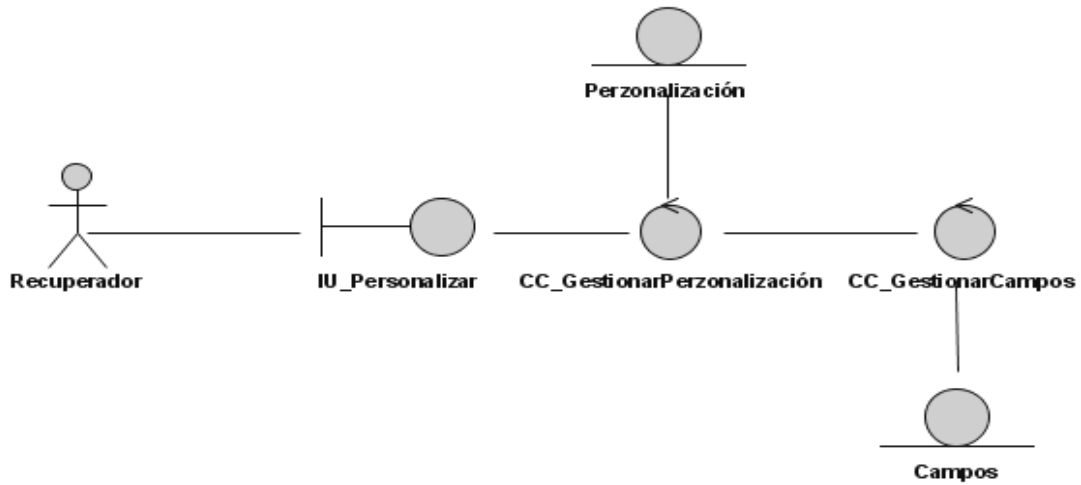 Perzonalización
Recuperador
IU_Personalizar
CC_GestionarPerzonalización
CC_GestionarCampos
Campos